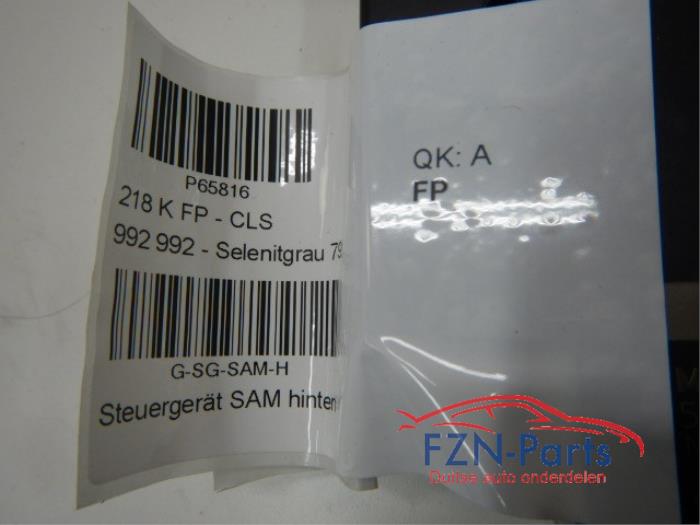 P65816
218 K FP - CLS
992 992 - Selenitgrau 79
G-SG-SAM-H
Steuergerät SAM hinten
QK: A
FP
FZN-Parts
Duitse auto onderdelen